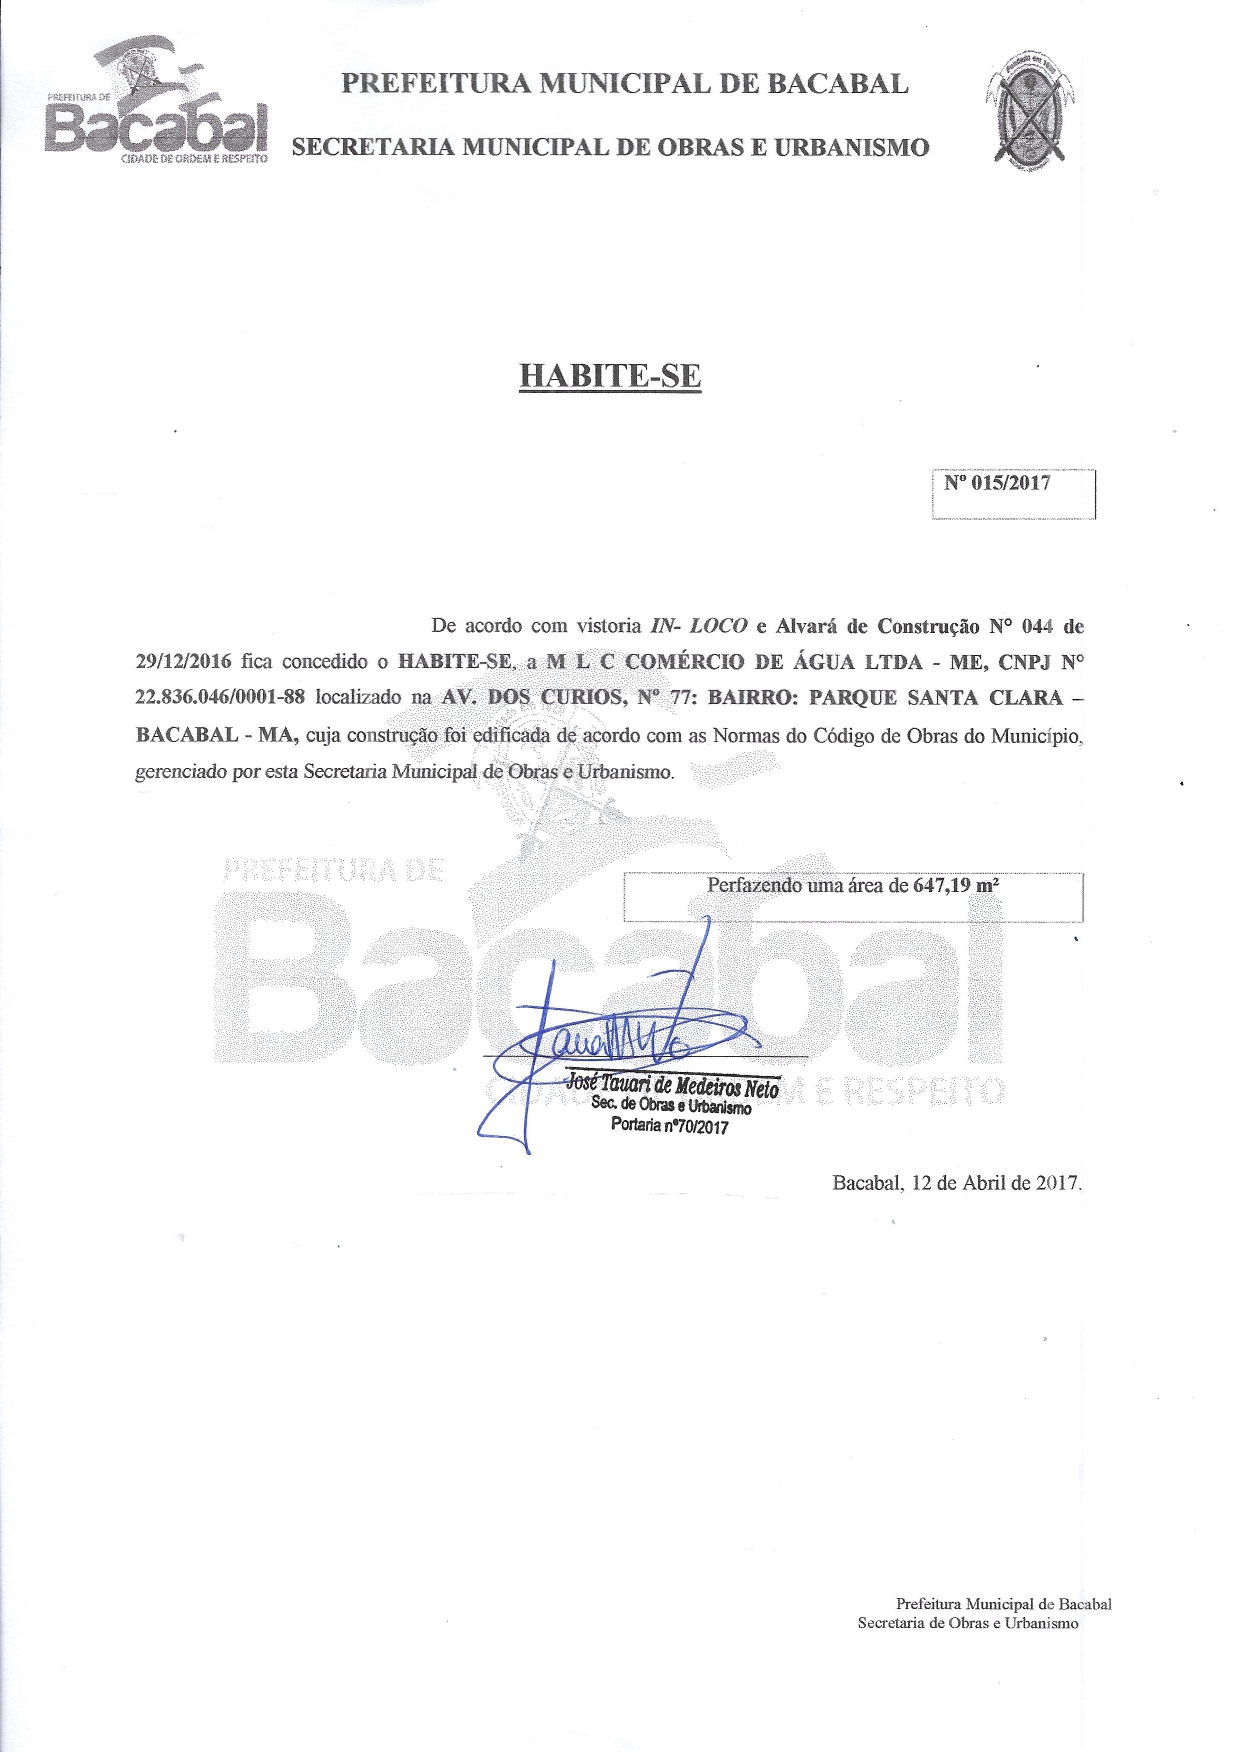 PREFEITURA DE
Bacabal
CIDADE DE ORDEM E RESPEITO
PREFEITURA MUNICIPAL DE BACABAL
SECRETARIA MUNICIPAL DE OBRAS E URBANISMO
Fundado em 1920
HABITE-SE
Nº 015/2017
De acordo com vistoria IN- LOCO e Alvará de Construção Nº 044 de
29/12/2016 fica concedido o HABITE-SE, a M L C COMÉRCIO DE ÁGUA LTDA - ME, CNPJ Nº
22.836.046/0001-88 localizado na AV. DOS CURIOS, Nº 77: BAIRRO: PARQUE SANTA CLARA –
BACABAL - MA, cuja construção foi edificada de acordo com as Normas do Código de Obras do Município,
gerenciado por esta Secretaria Municipal de Obras e Urbanismo.
PREFEITURA DE
Perfazendo uma área de 647,19 m²
Bacabal
José Tauari de Medeiros Neto
Sec. de Obras e Urbanismo
Portaria nº70/2017
Bacabal, 12 de Abril de 2017.
Prefeitura Municipal de Bacabal
Secretaria de Obras e Urbanismo